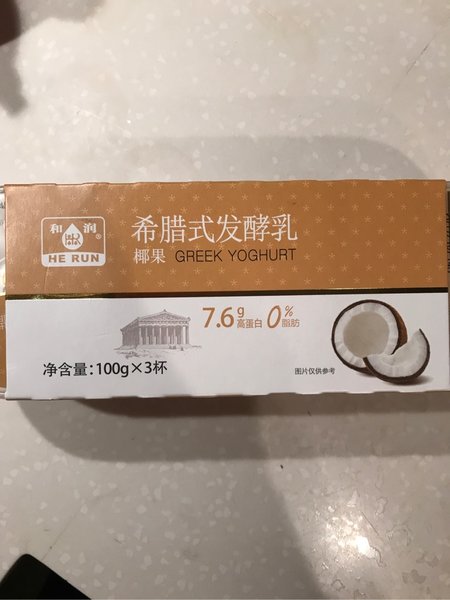 和润®
HE RUN
希腊式发酵乳
椰果 GREEK YOGHURT
7.6g 高蛋白 0% 脂肪
净含量:100g×3杯
图片仅供参考